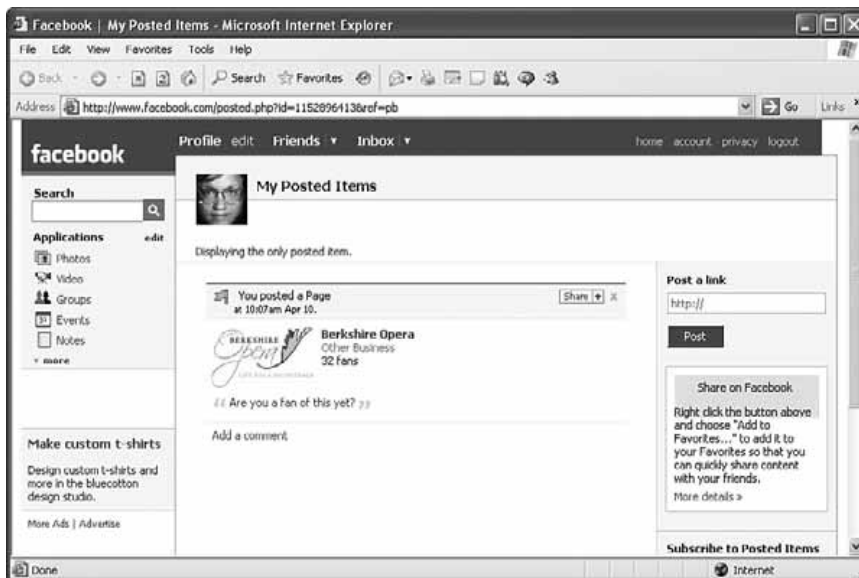 Facebook | My Posted Items - Microsoft Internet Explorer
File Edit View Favorites Tools Help
Back Search Favorites
Address http://www.facebook.com/posted.php?id=1152896413&ref=pb Go Links
facebook
Profile edit Friends Inbox
home account privacy logout
Search
Applications edit
Photos
Video
Groups
31 Events
Notes
more
Make custom t-shirts
Design custom t-shirts and
more in the bluecotton
design studio.
More Ads | Advertise
My Posted Items
Displaying the only posted item.
You posted a Page
at 10:07am Apr 10.
Share +
x
BERKSHIRE
Opera
Berkshire Opera
Other Business
32 fans
“ Are you a fan of this yet? ”
Add a comment
Post a link
http://
Post
Share on Facebook
Right click the button above
and choose "Add to
Favorites..." to add it to
your Favorites so that you
can quickly share content
with your friends.
More details »
Subscribe to Posted Items
Done
Internet